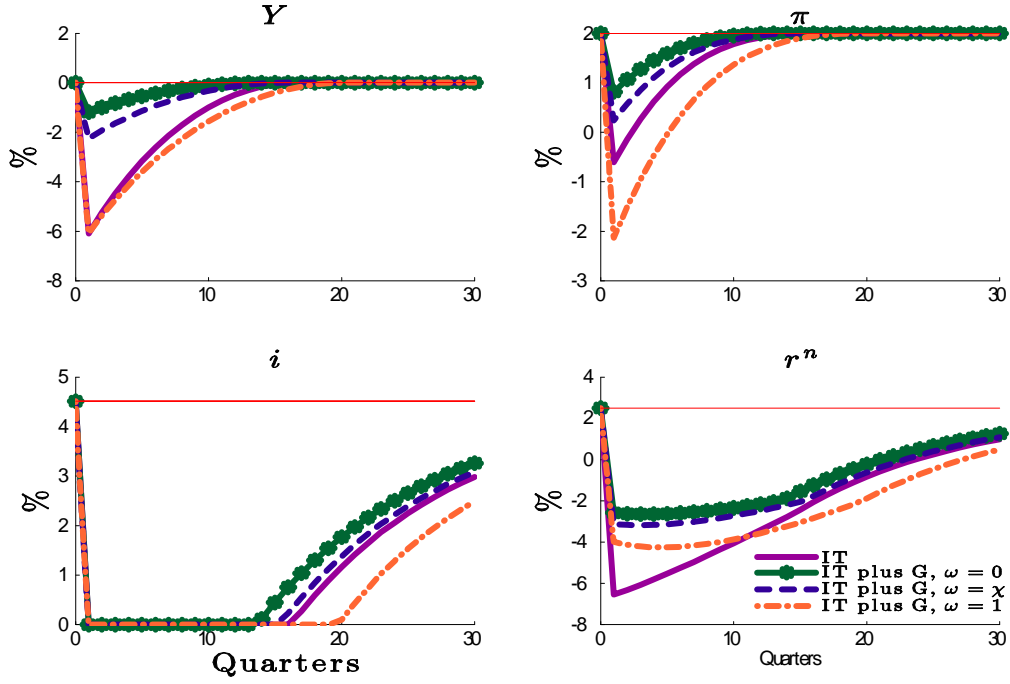 Y
π
2
0
-2
-4
-6
-8
%
0 10 20 30
2
1
0
-1
-2
-3
%
0 10 20 30
i
r^n
5
4
3
2
1
0
%
0 10 20 30
Quarters
4
2
0
-2
-4
-6
-8
%
0 10 20 30
Quarters
IT
IT plus G, ω = 0
IT plus G, ω = χ
IT plus G, ω = 1